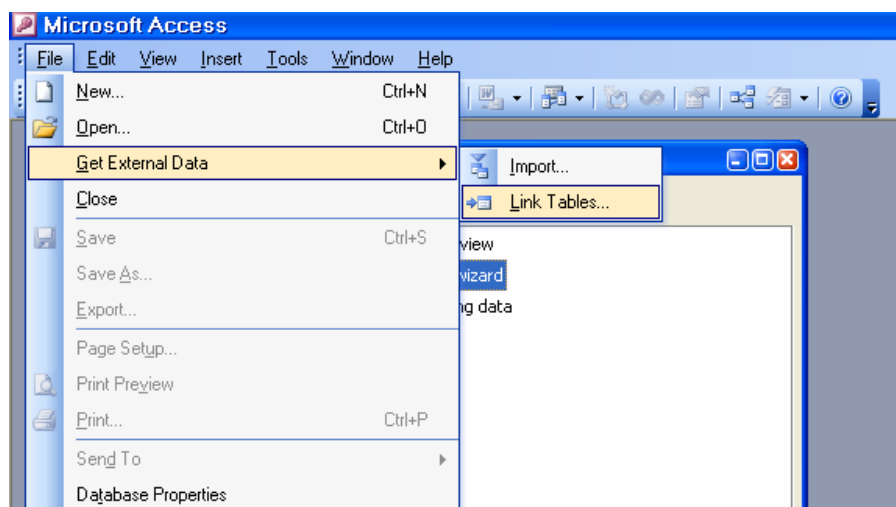 Microsoft Access
File Edit View Insert Tools Window Help
New... Ctrl+N
Open... Ctrl+O
Get External Data
Import...
Close
Link Tables...
Save Ctrl+S
view
Save As...
wizard
Export...
ng data
Page Setup...
Print Preview
Print... Ctrl+P
Send To
Database Properties